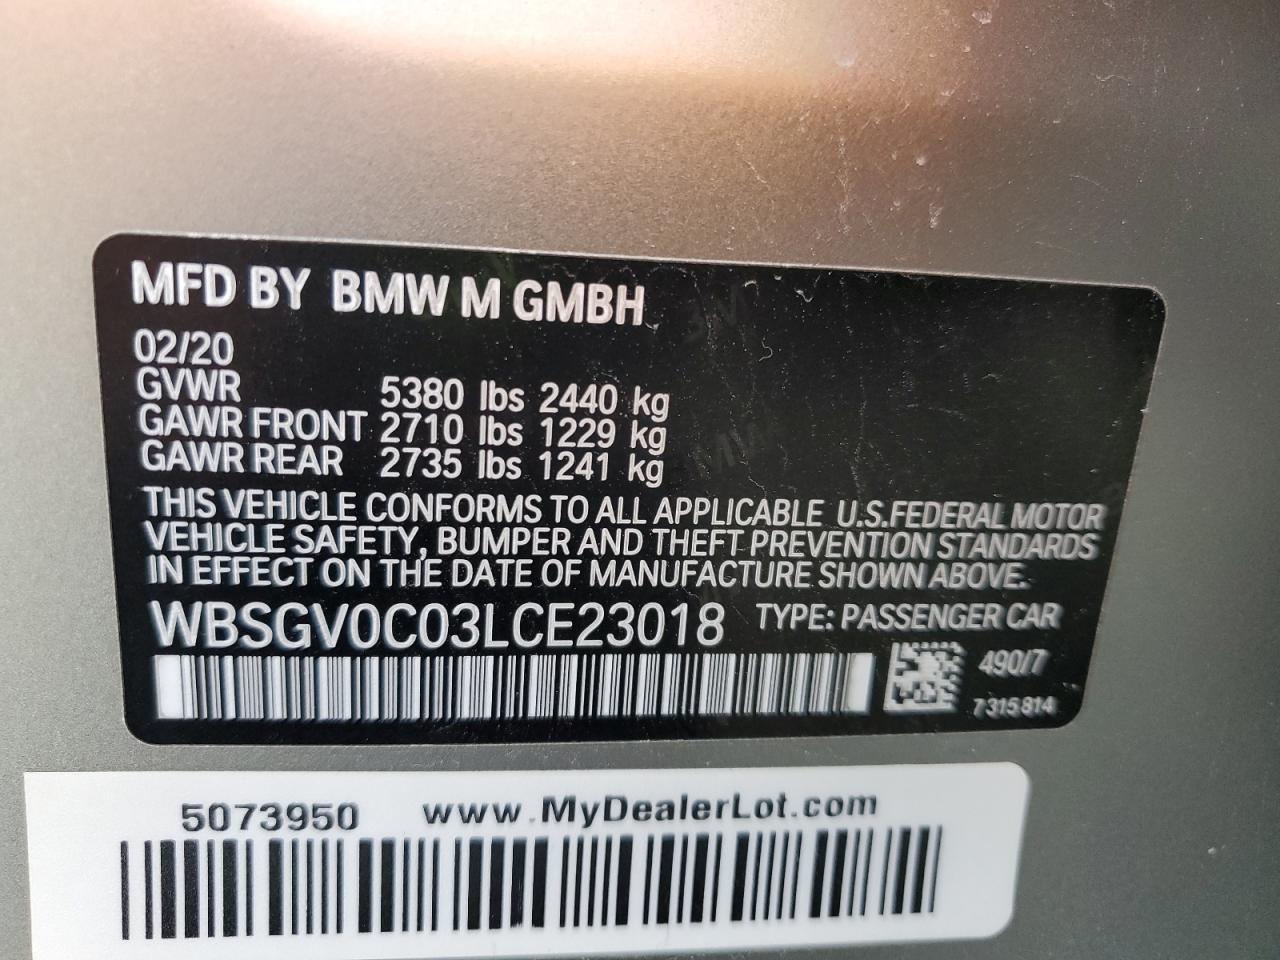 MFD BY BMW M GMBH
02/20
GVWR 5380 lbs 2440 kg
GAWR FRONT 2710 lbs 1229 kg
GAWR REAR 2735 lbs 1241 kg
THIS VEHICLE CONFORMS TO ALL APPLICABLE U.S.FEDERAL MOTOR
VEHICLE SAFETY, BUMPER AND THEFT PREVENTION STANDARDS
IN EFFECT ON THE DATE OF MANUFACTURE SHOWN ABOVE.
WBSGV0C03LCE23018 TYPE: PASSENGER CAR
490/7
7315814
5073950 www.MyDealerLot.com